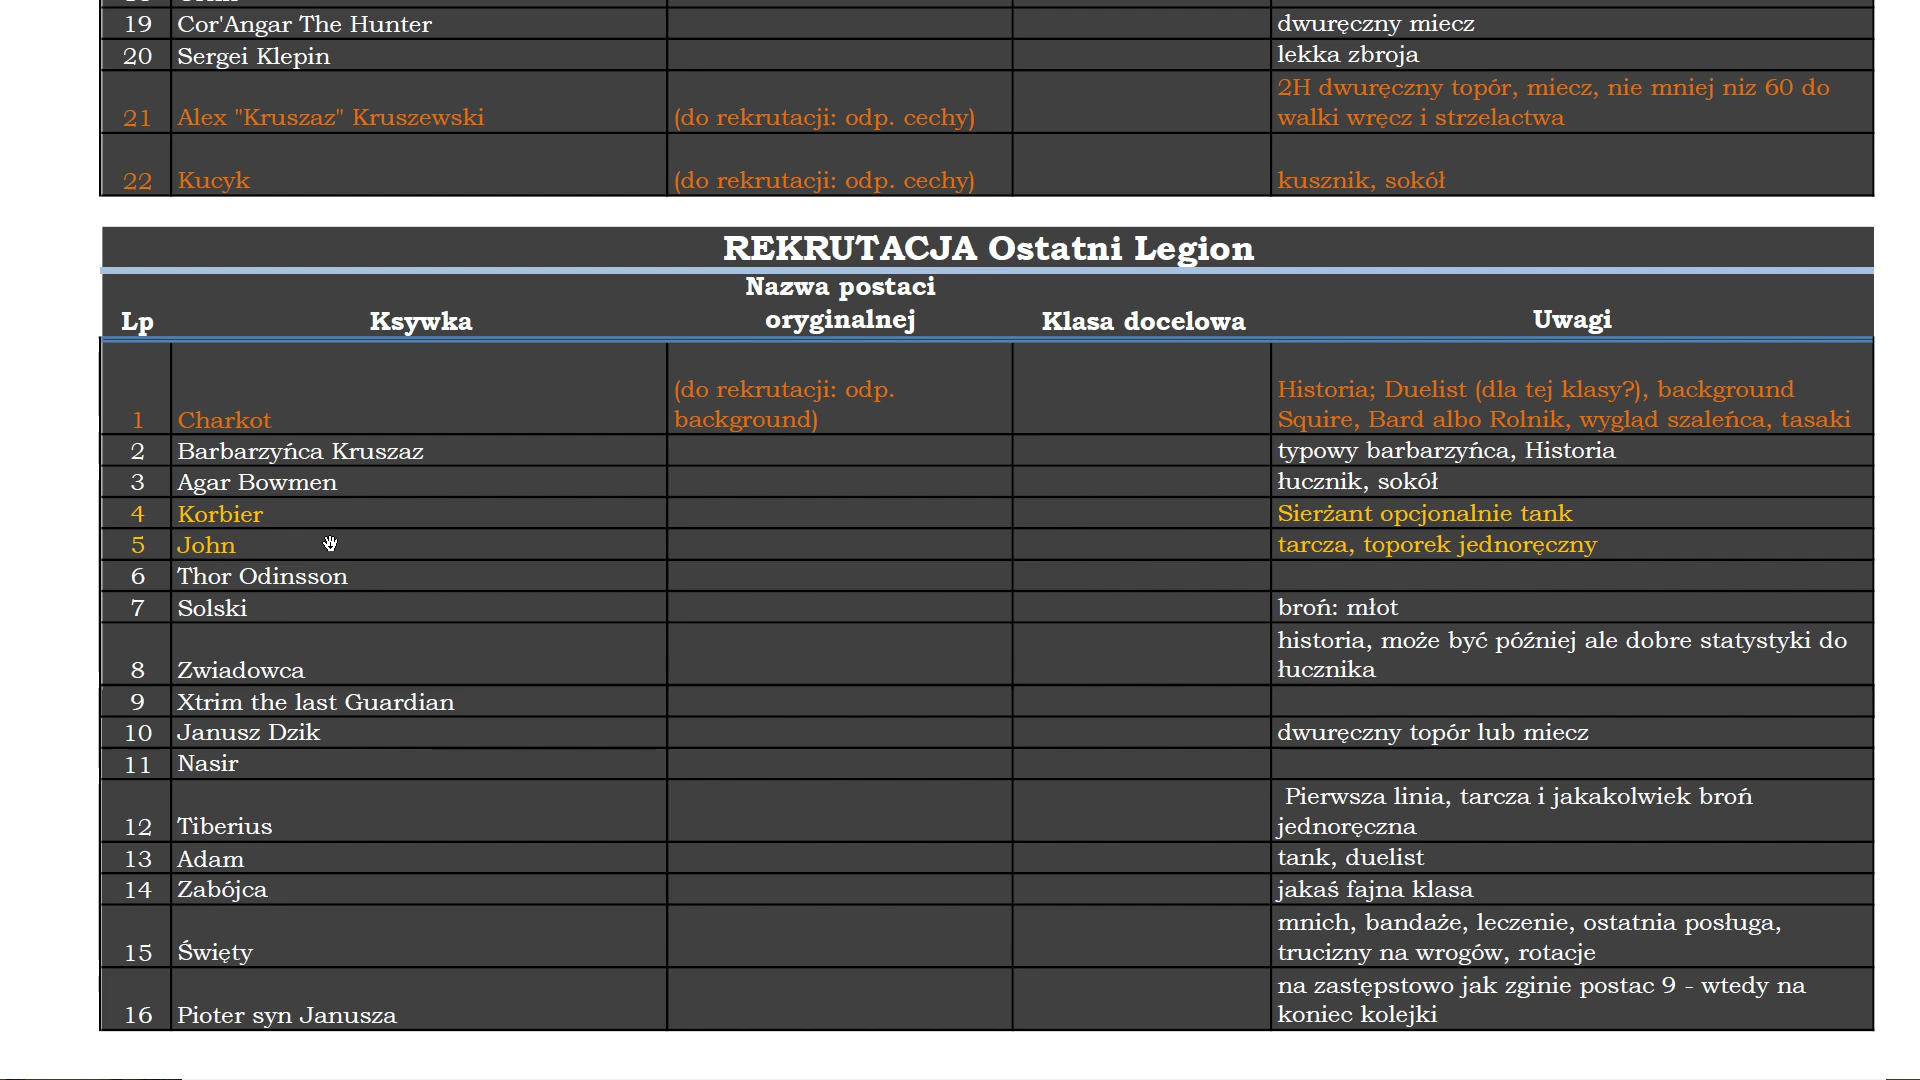 19 Cor'Angar The Hunter dwuręczny miecz
20 Sergei Klepin lekka zbroja
2H dwuręczny topór, miecz, nie mniej niz 60 do
21 Alex "Kruszaz" Kruszewski (do rekrutacji: odp. cechy) walki wręcz i strzelactwa
22 Kucyk (do rekrutacji: odp. cechy) kusznik, sokół
REKRUTACJA Ostatni Legion
Nazwa postaci
Lp Ksywka oryginalnej Klasa docelowa Uwagi
(do rekrutacji: odp. Historia; Duelist (dla tej klasy?), background
1 Charkot background) Squire, Bard albo Rolnik, wygląd szaleńca, tasaki
2 Barbarzyńca Kruszaz typowy barbarzyńca, Historia
3 Agar Bowmen łucznik, sokół
4 Korbier Sierżant opcjonalnie tank
5 John tarcza, toporek jednoręczny
6 Thor Odinsson
7 Solski broń: młot
historia, może być później ale dobre statystyki do
8 Zwiadowca łucznika
9 Xtrim the last Guardian
10 Janusz Dzik dwuręczny topór lub miecz
11 Nasir
Pierwsza linia, tarcza i jakakolwiek broń
12 Tiberius jednoręczna
13 Adam tank, duelist
14 Zabójca jakaś fajna klasa
mnich, bandaże, leczenie, ostatnia posługa,
15 Święty trucizny na wrogów, rotacje
na zastępstowo jak zginie postac 9 - wtedy na
16 Pioter syn Janusza koniec kolejki